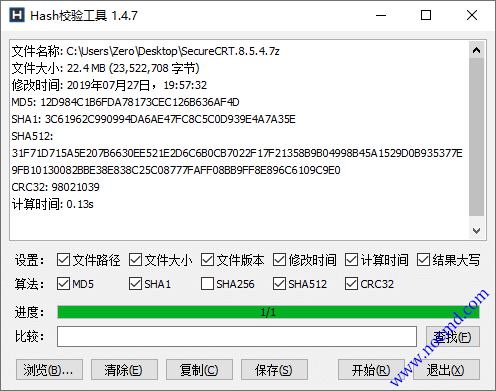 Hash校验工具 1.4.7
文件名称: C:\Users\Zero\Desktop\SecureCRT.8.5.4.7z
文件大小: 22.4 MB (23,522,708 字节)
修改时间: 2019年07月27日，19:57:32
MD5: 12D984C1B6FDA78173CEC126B636AF4D
SHA1: 3C61962C990994DA6AE47FC8C5C0D939E4A7A35E
SHA512:
31F71D715A5E207B6630EE521E2D6C6B0CB7022F17F21358B9B04998B45A1529D0B935377E
9FB10130082BBE38E838C25C08777FAFF08BB9FF8E896C6109C9E0
CRC32: 98021039
计算时间: 0.13s
设置: 文件路径 文件大小 文件版本 修改时间 计算时间 结果大写
算法: MD5 SHA1 SHA256 SHA512 CRC32
进度: 1/1
比较: 查找(F)
浏览(B)... 清除(E) 复制(C) 保存(S) 开始(R) 退出(X)